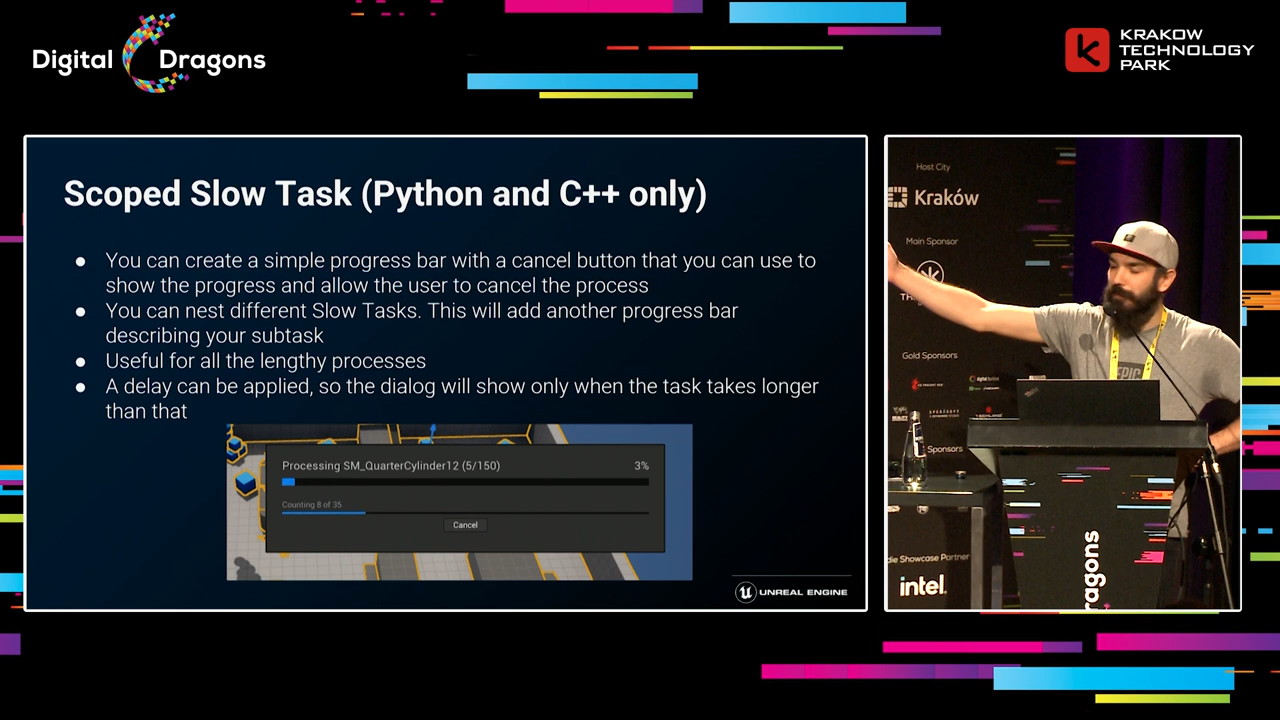 Digital Dragons
KRAKOW
TECHNOLOGY
PARK
Scoped Slow Task (Python and C++ only)
● You can create a simple progress bar with a cancel button that you can use to
show the progress and allow the user to cancel the process
● You can nest different Slow Tasks. This will add another progress bar
describing your subtask
● Useful for all the lengthy processes
● A delay can be applied, so the dialog will show only when the task takes longer
than that
Processing SM_QuarterCylinder12 (5/150) 3%
Counting 8 of 35
Cancel
UNREAL ENGINE
Host City
Kraków
Main Sponsor
Gold Sponsors
EPIC
Sponsors
die Showcase Partner
intel.
ragons